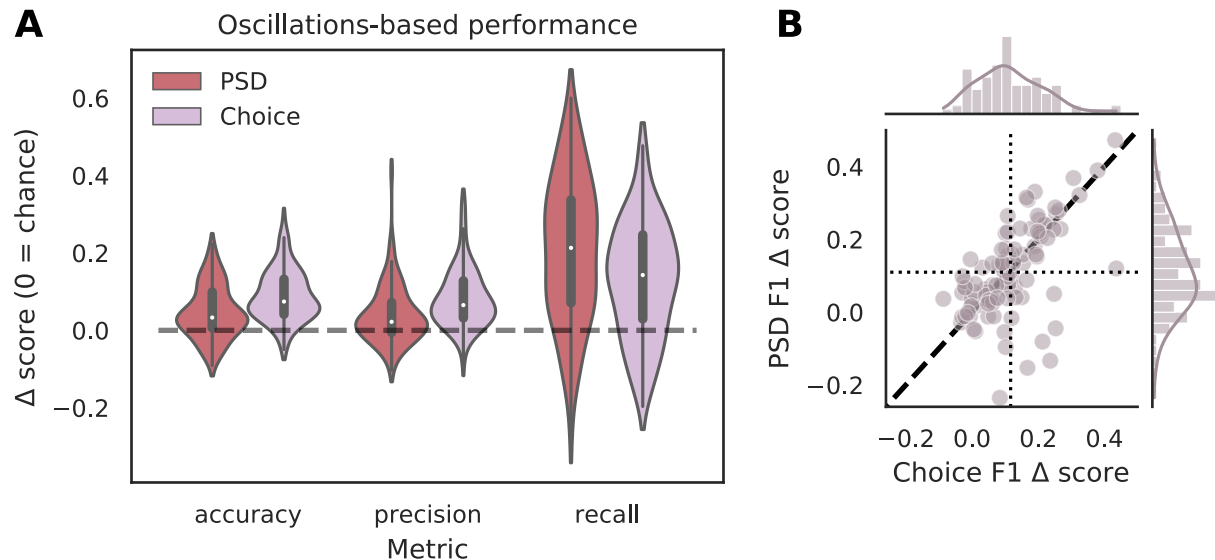 A
Oscillations-based performance
PSD
Choice
Δ score (0 = chance)
0.6
0.4
0.2
0.0
−0.2
accuracy
precision
recall
Metric
B
PSD F1 Δ score
0.4
0.2
0.0
−0.2
−0.2
0.0
0.2
0.4
Choice F1 Δ score